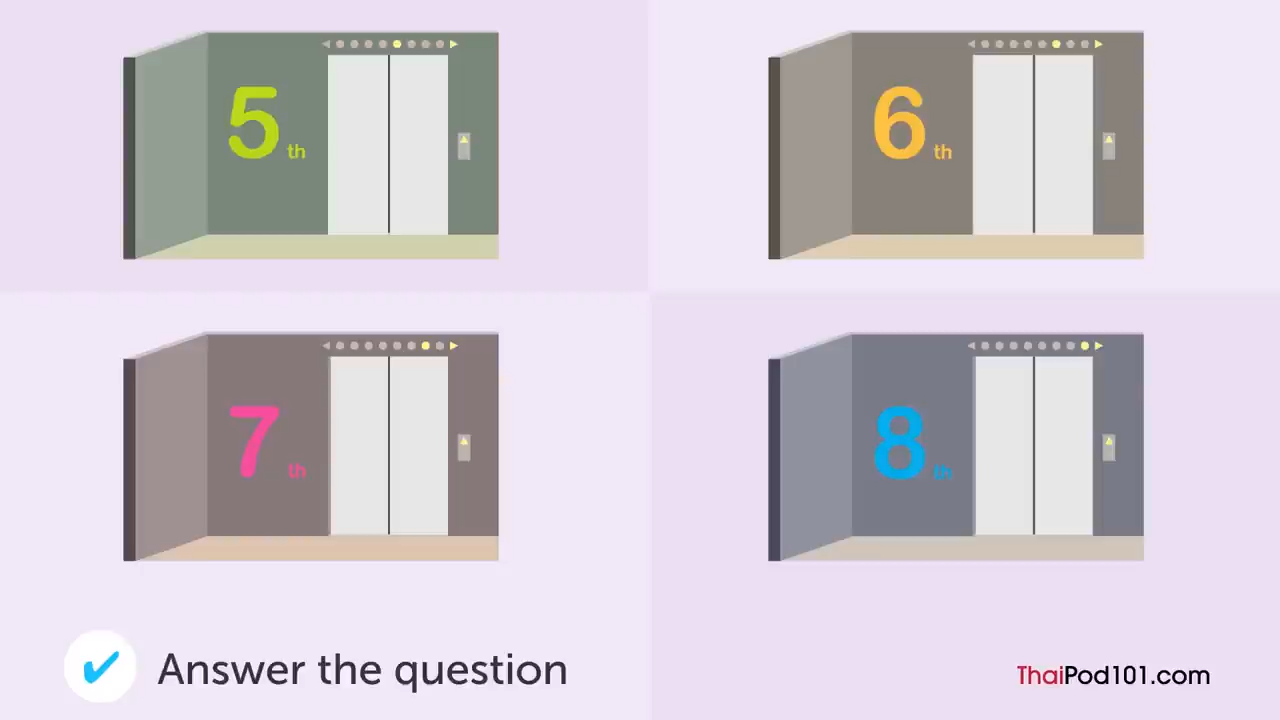 5th
6th
7th
8th
✔ Answer the question
ThaiPod101.com